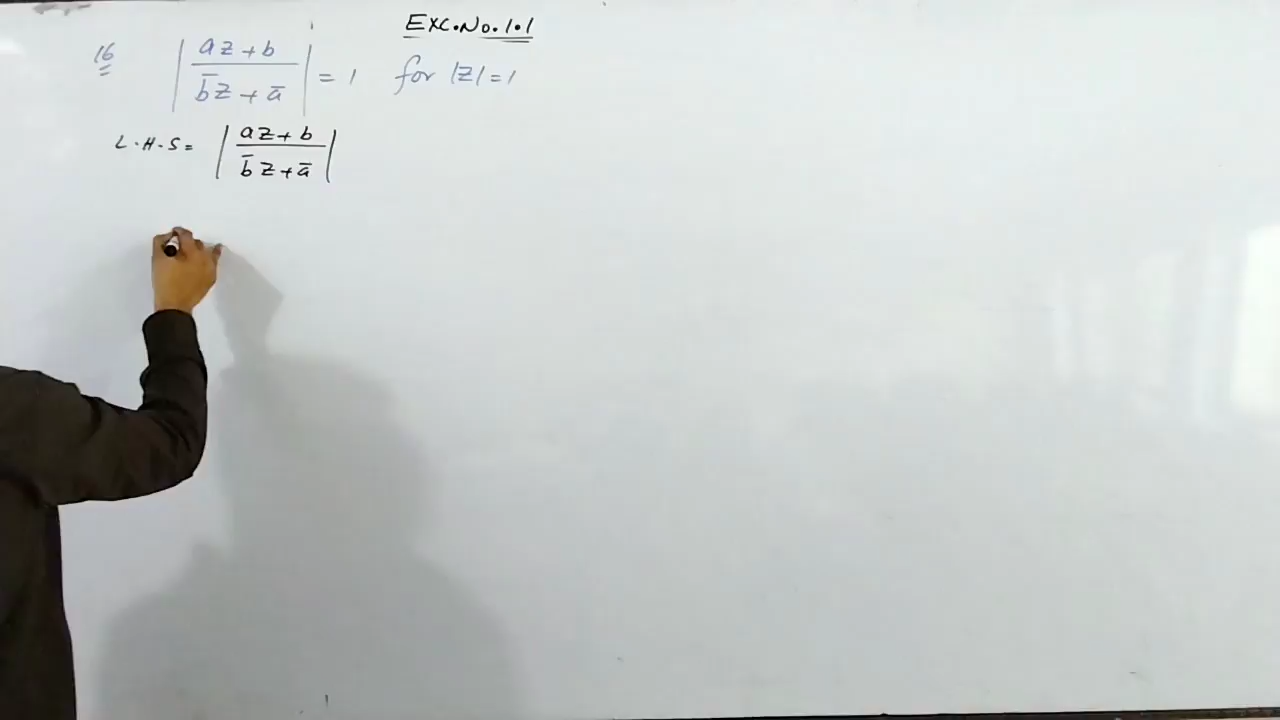 Exc.No.1.1
16 | az+b / b̄z+ā | = 1 for |z|=1
L.H.S= | az+b / b̄z+ā |